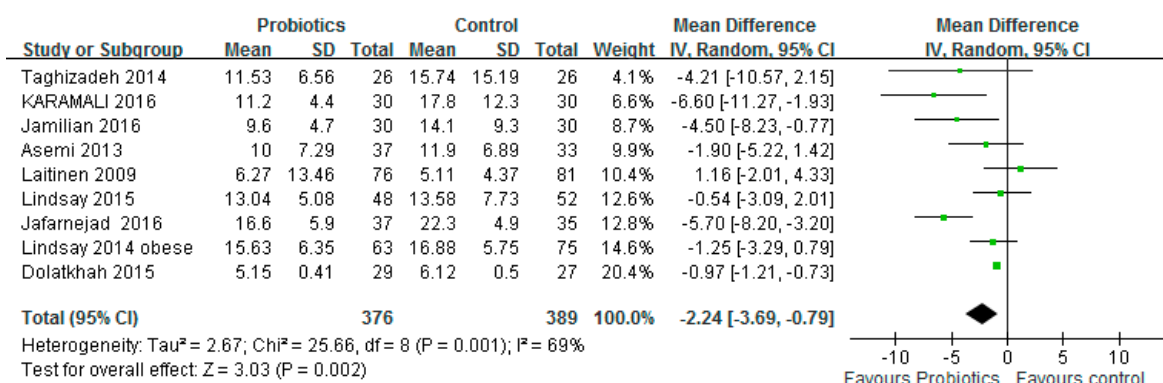 Probiotics Control Mean Difference Mean Difference
Study or Subgroup Mean SD Total Mean SD Total Weight IV, Random, 95% CI IV, Random, 95% CI
Taghizadeh 2014 11.53 6.56 26 15.74 15.19 26 4.1% -4.21 [-10.57, 2.15]
KARAMALI 2016 11.2 4.4 30 17.8 12.3 30 6.6% -6.60 [-11.27, -1.93]
Jamilian 2016 9.6 4.7 30 14.1 9.3 30 8.7% -4.50 [-8.23, -0.77]
Asemi 2013 10 7.29 37 11.9 6.89 33 9.9% -1.90 [-5.22, 1.42]
Laitinen 2009 6.27 13.46 76 5.11 4.37 81 10.4% 1.16 [-2.01, 4.33]
Lindsay 2015 13.04 5.08 48 13.58 7.73 52 12.6% -0.54 [-3.09, 2.01]
Jafarnejad 2016 16.6 5.9 37 22.3 4.9 35 12.8% -5.70 [-8.20, -3.20]
Lindsay 2014 obese 15.63 6.35 63 16.88 5.75 75 14.6% -1.25 [-3.29, 0.79]
Dolatkhah 2015 5.15 0.41 29 6.12 0.5 27 20.4% -0.97 [-1.21, -0.73]
Total (95% CI) 376 389 100.0% -2.24 [-3.69, -0.79]
Heterogeneity: Tau² = 2.67; Chi² = 25.66, df = 8 (P = 0.001); I² = 69%
Test for overall effect: Z = 3.03 (P = 0.002)
-10 -5 0 5 10
Favours Probiotics Favours control